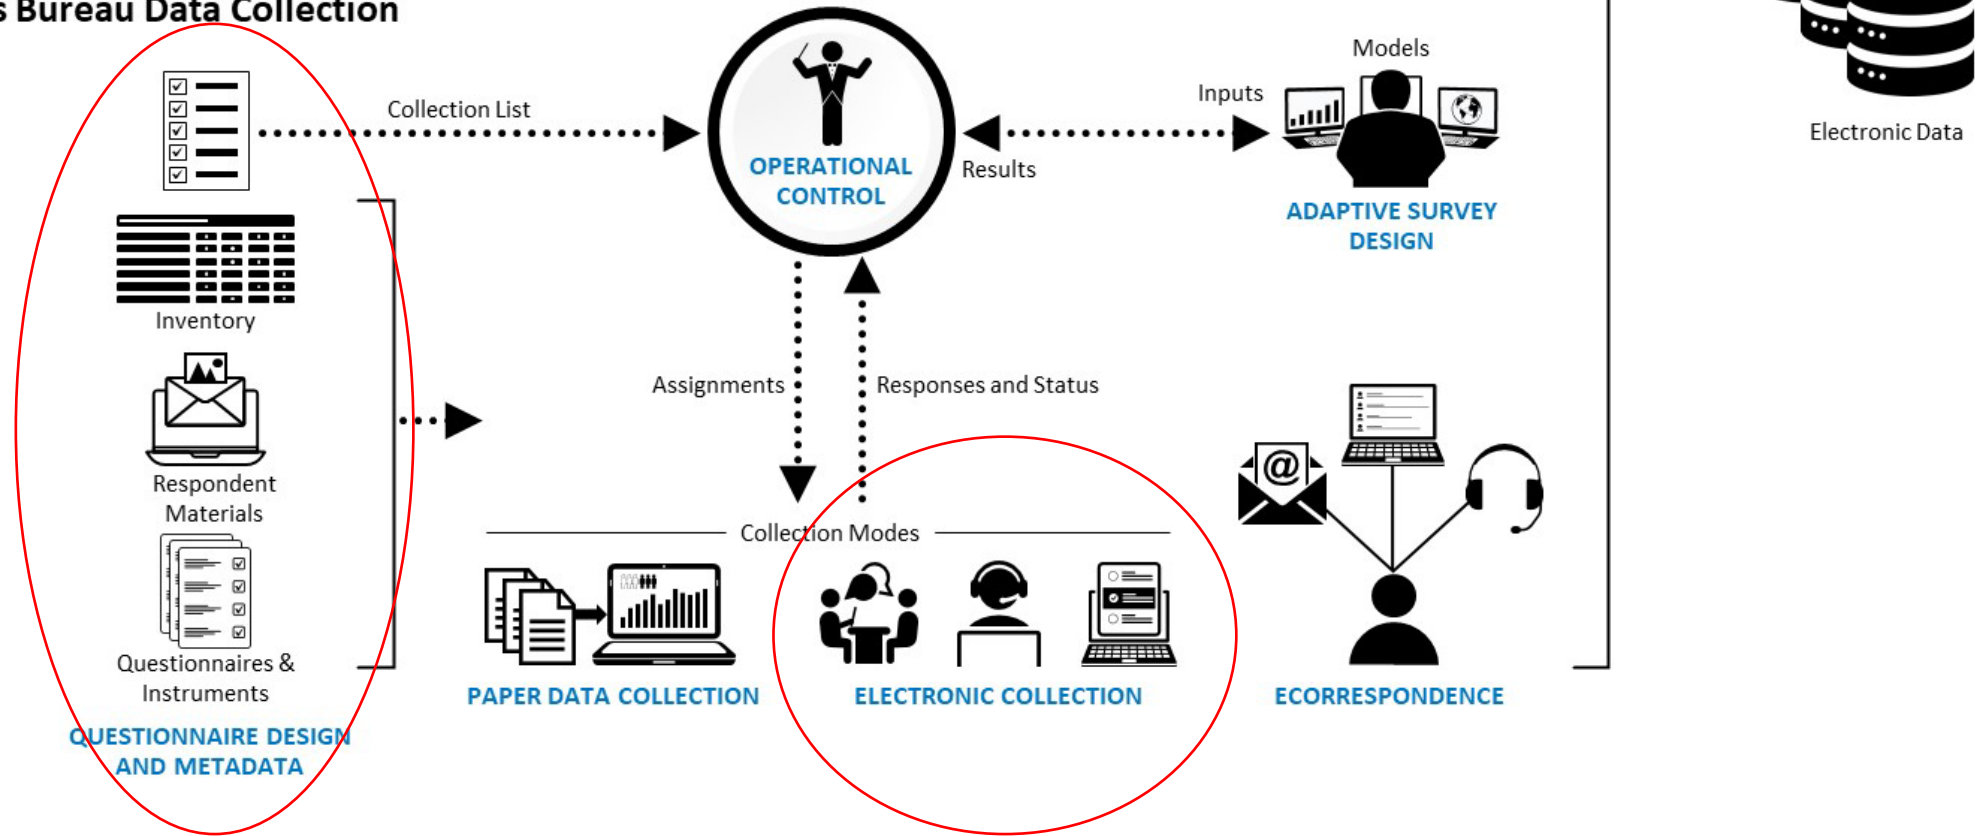 s Bureau Data Collection
Collection List
OPERATIONAL
CONTROL
Inputs
Results
Models
ADAPTIVE SURVEY
DESIGN
Electronic Data
Inventory
Respondent
Materials
Questionnaires &
Instruments
QUESTIONNAIRE DESIGN
AND METADATA
Assignments
Responses and Status
Collection Modes
PAPER DATA COLLECTION
ELECTRONIC COLLECTION
@
ECORRESPONDENCE